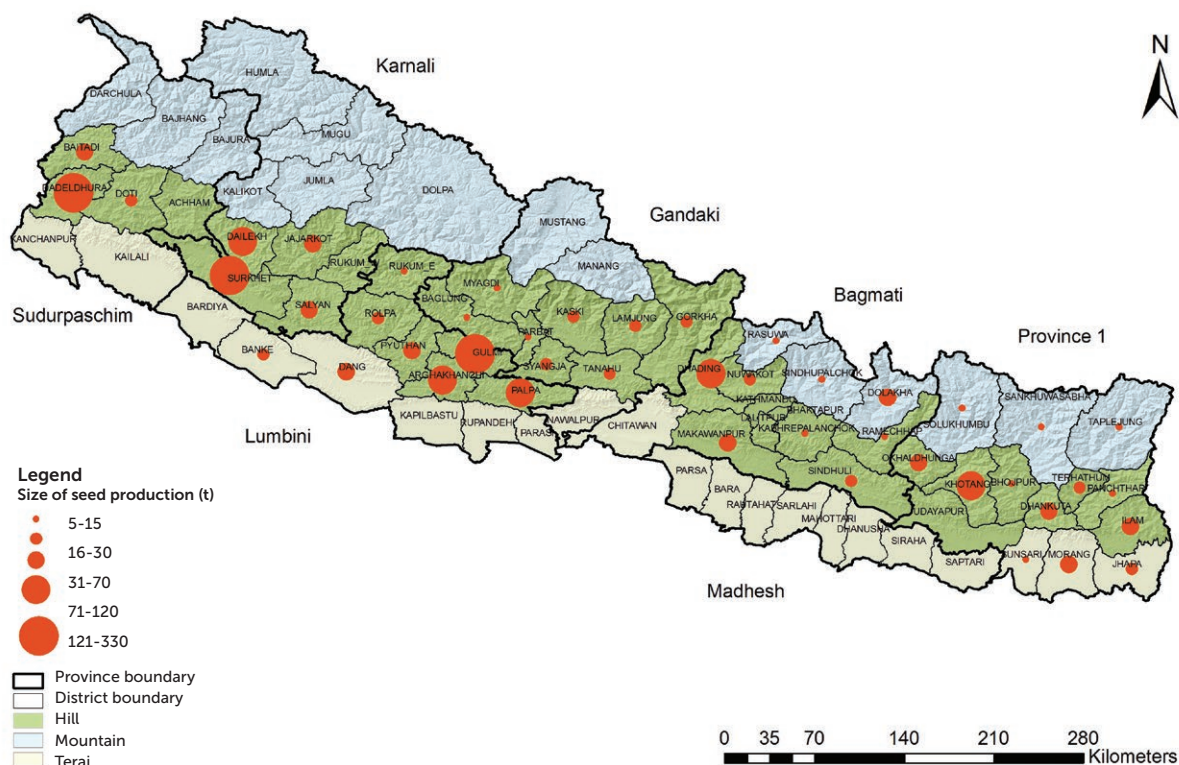 N
Karnali
HUMLA
DARCHULA
BAJHANG
MUGU
BAJURA
BAITADI
JUMLA
KALIKOT
DOLPA
DADELDHURA
DOTI
ACHHAM
MUSTANG
Gandaki
KANCHANPUR
KAILALI
DAILEKH
JAJARKOT
MANANG
RUKUM
RUKUM_E
SURKHET
MYAGDI
Bagmati
Sudurpaschim
BARDIYA
SALYAN
ROLPA
BAGLUNG
KASKI
LAMJUNG
GORKHA
Province 1
PARBAT
RASUWA
BANKE
PYUTHAN
GULMI
SYANGJA
TANAHU
DHADING
NUWAKOT
SINDHUPALCHOK
DANG
ARGHAKHANCHI
PALPA
DOLAKHA
SANKHUWASABHA
KATHMANDU
BHAKTAPUR
LALITPUR
SOLUKHUMBU
TAPLEJUNG
KAPILBASTU
RUPANDEHI
NAWALPUR
CHITAWAN
KABHREPALANCHOK
RAMECHHAP
PARASI
MAKAWANPUR
OKHALDHUNGA
Lumbini
SINDHULI
KHOTANG
BHOJPUR
TERHATHUN
PANCHTHAR
PARSA
BARA
RAUTAHAT
SARLAHI
MAHOTTARI
DHANUSHA
SIRAHA
UDAYAPUR
DHANKUTA
ILAM
SAPTARI
SUNSARI
MORANG
JHAPA
Madhesh
Legend
Size of seed production (t)
5-15
16-30
31-70
71-120
121-330
Province boundary
District boundary
Hill
Mountain
Terai
0 35 70 140 210 280
Kilometers